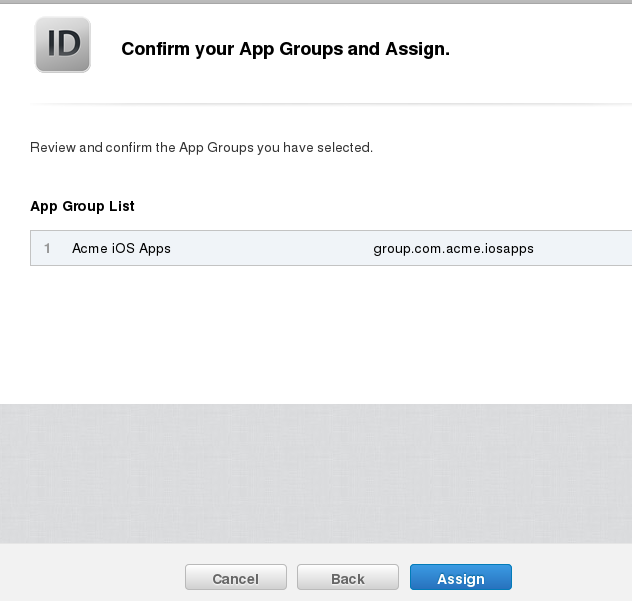 ID
Confirm your App Groups and Assign.
Review and confirm the App Groups you have selected.
App Group List
1 Acme iOS Apps group.com.acme.iosapps
Cancel Back Assign